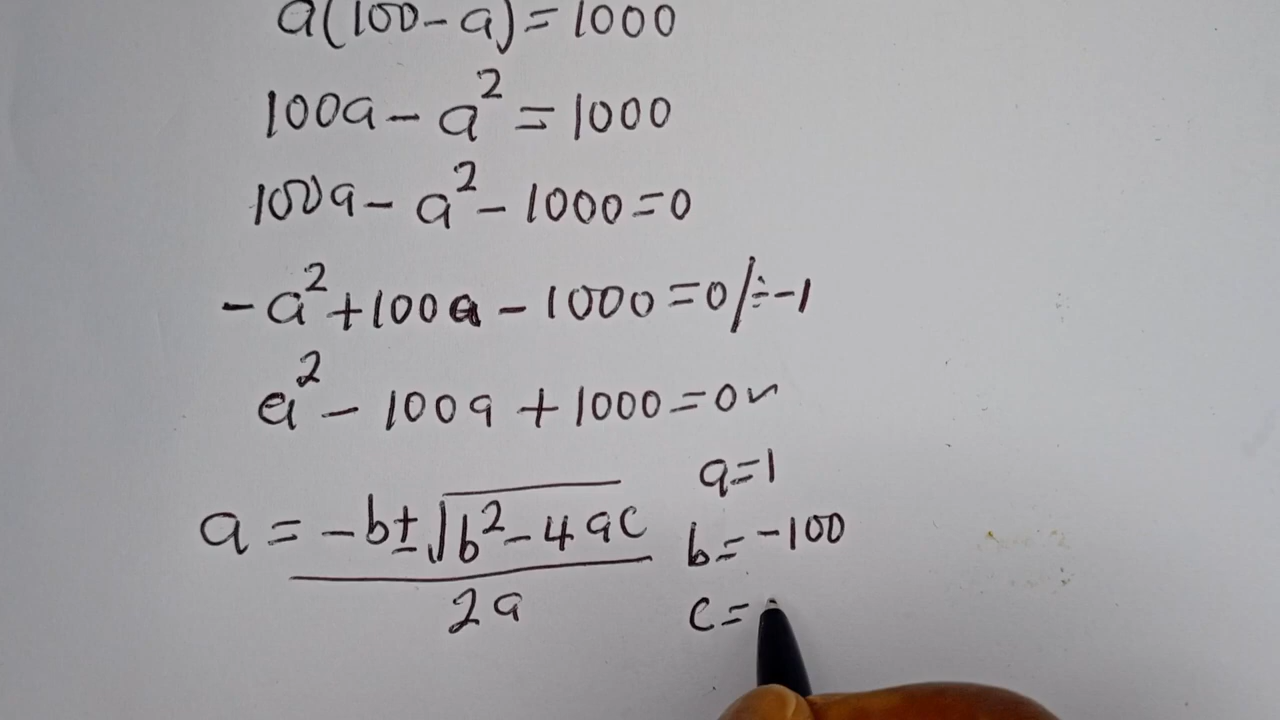 a(100-a)=1000
100a-a²=1000
100a-a²-1000=0
-a²+100a-1000=0/÷-1
a²-100a+1000=0
a=1
a=-b±√b²-4ac
b=-100
2a
c=